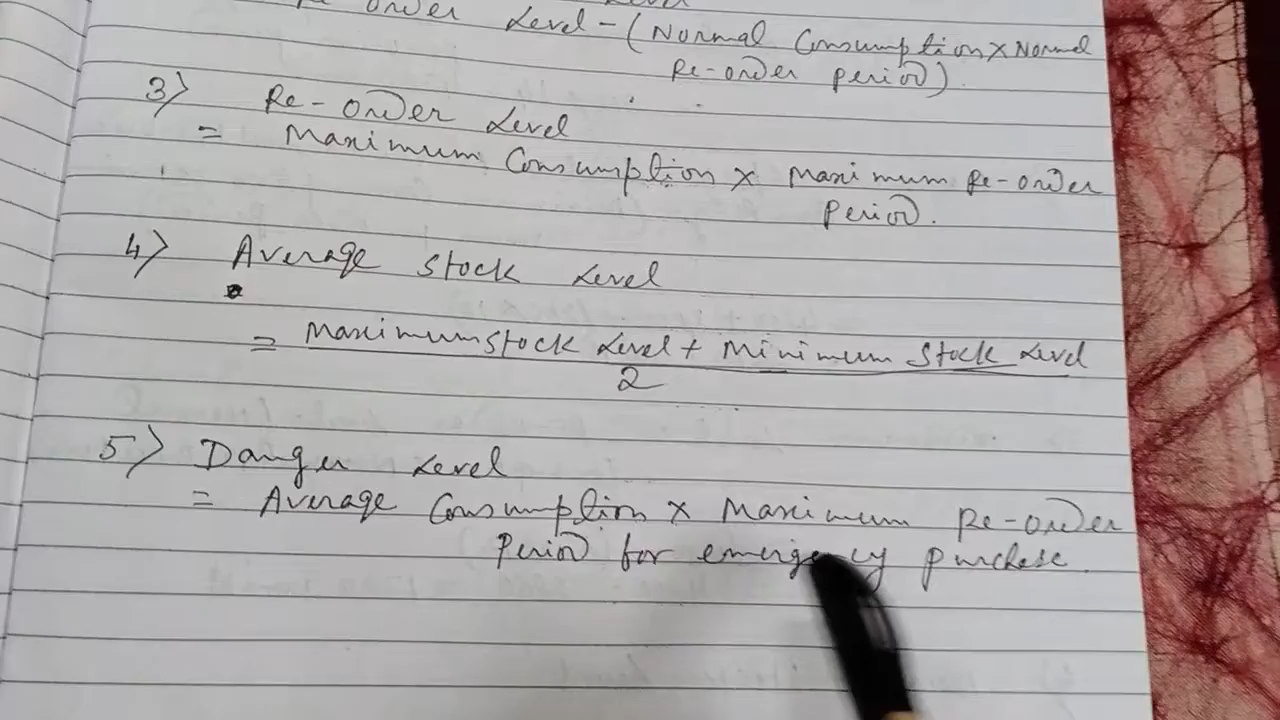 order Level - (Normal Consumption x Normal
Re-order period).
3) Re-order Level
= Maximum Consumption x Maximum Re-order
Period.
4) Average Stock Level
= Maximum Stock Level + Minimum Stock Level
2
5) Danger Level
= Average Consumption x Maximum Re-order
Period for emergency purchase.